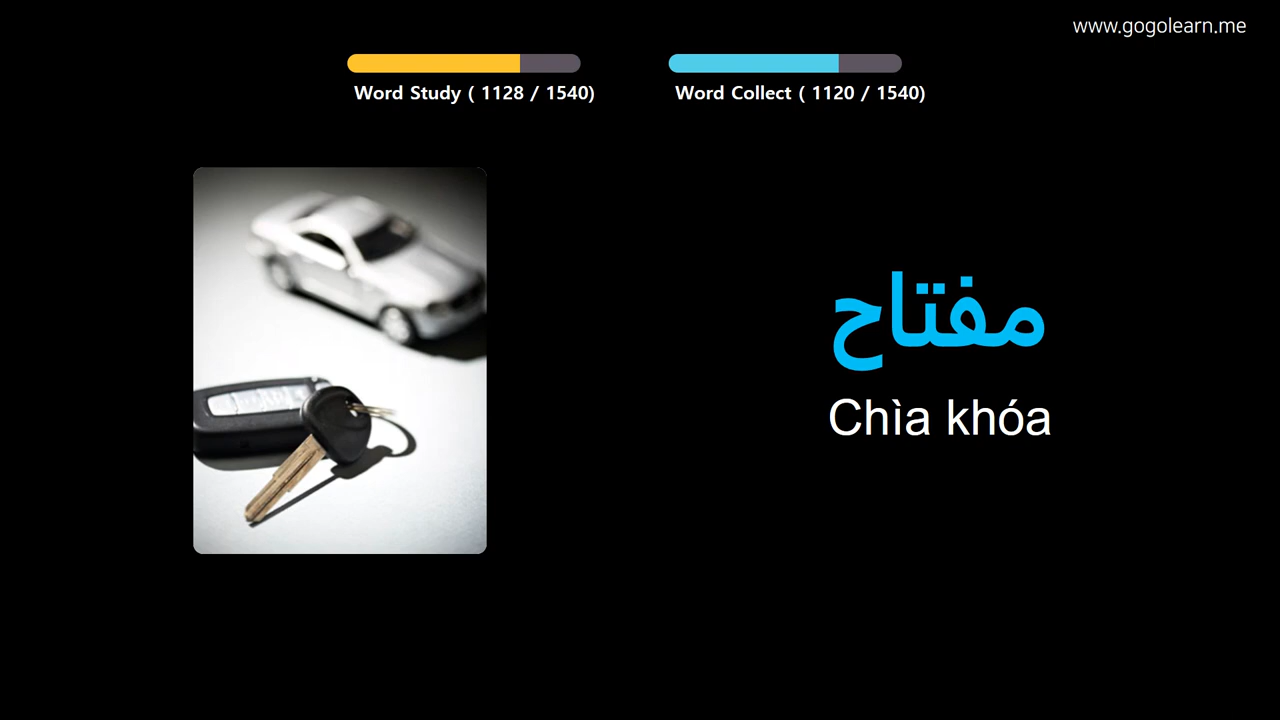 www.gogolearn.me
Word Study ( 1128 / 1540)
Word Collect ( 1120 / 1540)
مفتاح
Chìa khóa